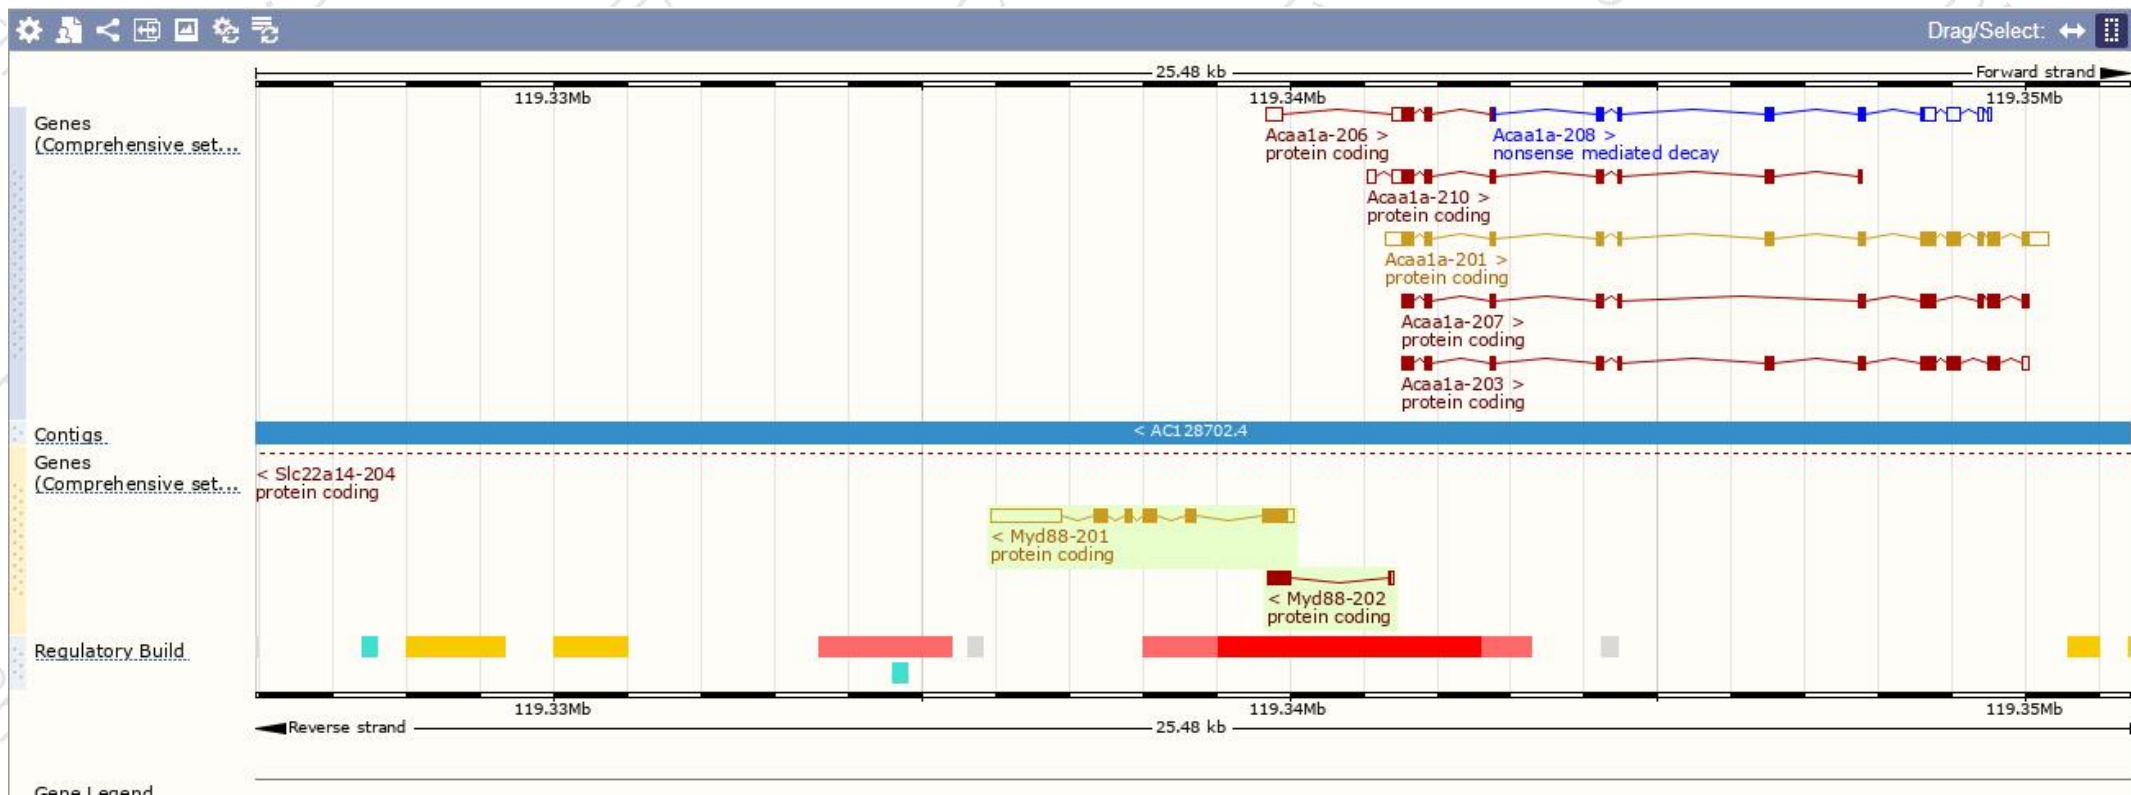 Drag/Select:
25.48 kb
Forward strand
119.33Mb
119.34Mb
119.35Mb
Genes
(Comprehensive set...
Acaa1a-206 >
protein coding
Acaa1a-208 >
nonsense mediated decay
Acaa1a-210 >
protein coding
Acaa1a-201 >
protein coding
Acaa1a-207 >
protein coding
Acaa1a-203 >
protein coding
Contigs
< AC128702.4
Genes
(Comprehensive set...
< Slc22a14-204
protein coding
< Myd88-201
protein coding
< Myd88-202
protein coding
Regulatory Build
119.33Mb
119.34Mb
119.35Mb
Reverse strand
25.48 kb
Gene Legend